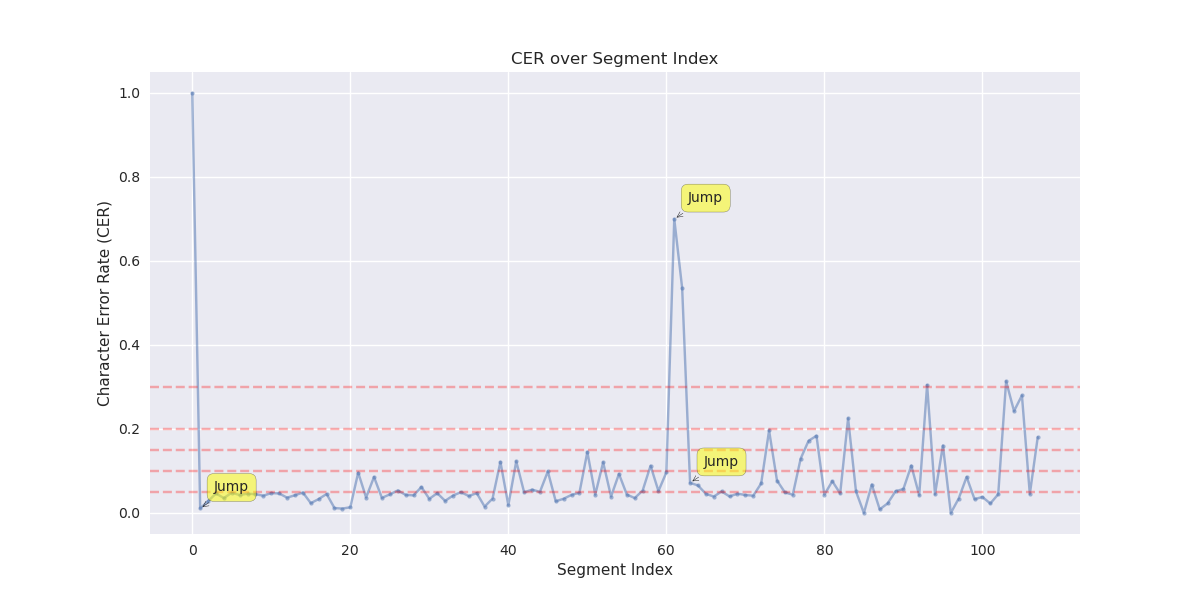 CER over Segment Index
1.0
0.8
0.6
0.4
0.2
0.0
Character Error Rate (CER)
Jump
Jump
Jump
0
20
40
60
80
100
Segment Index